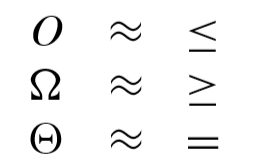 O ≈ ≤
Ω ≈ ≥
Θ ≈ =